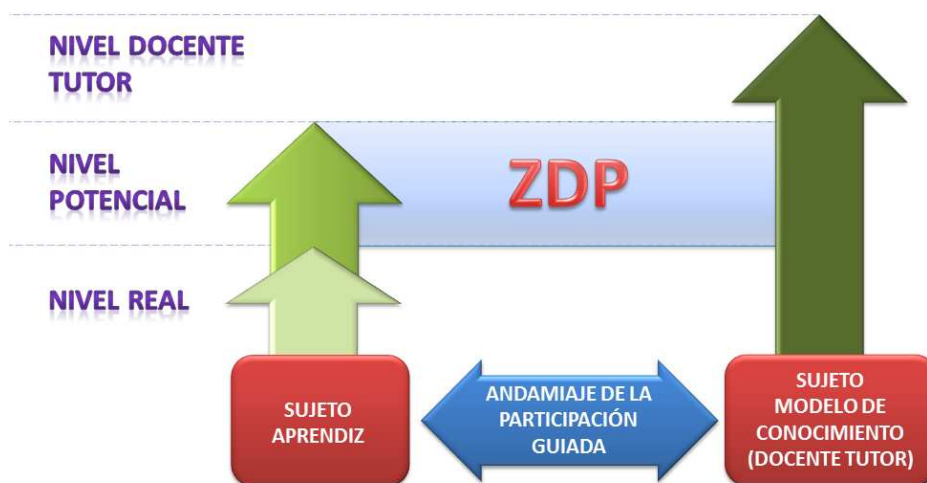 NIVEL DOCENTE
TUTOR
NIVEL
POTENCIAL
ZDP
NIVEL REAL
SUJETO
APRENDIZ
ANDAMIAJE DE LA
PARTICIPACIÓN
GUIADA
SUJETO
MODELO DE
CONOCIMIENTO
(DOCENTE TUTOR)